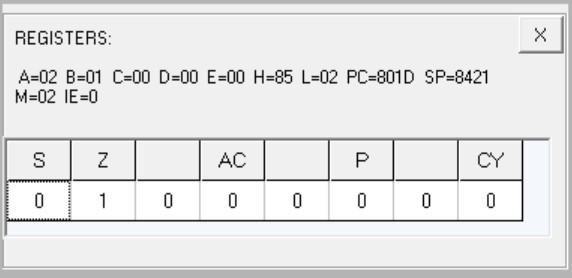 REGISTERS:
X
A=02 B=01 C=00 D=00 E=00 H=85 L=02 PC=801D SP=8421
M=02 IE=0
S Z AC P CY
0 1 0 0 0 0 0 0